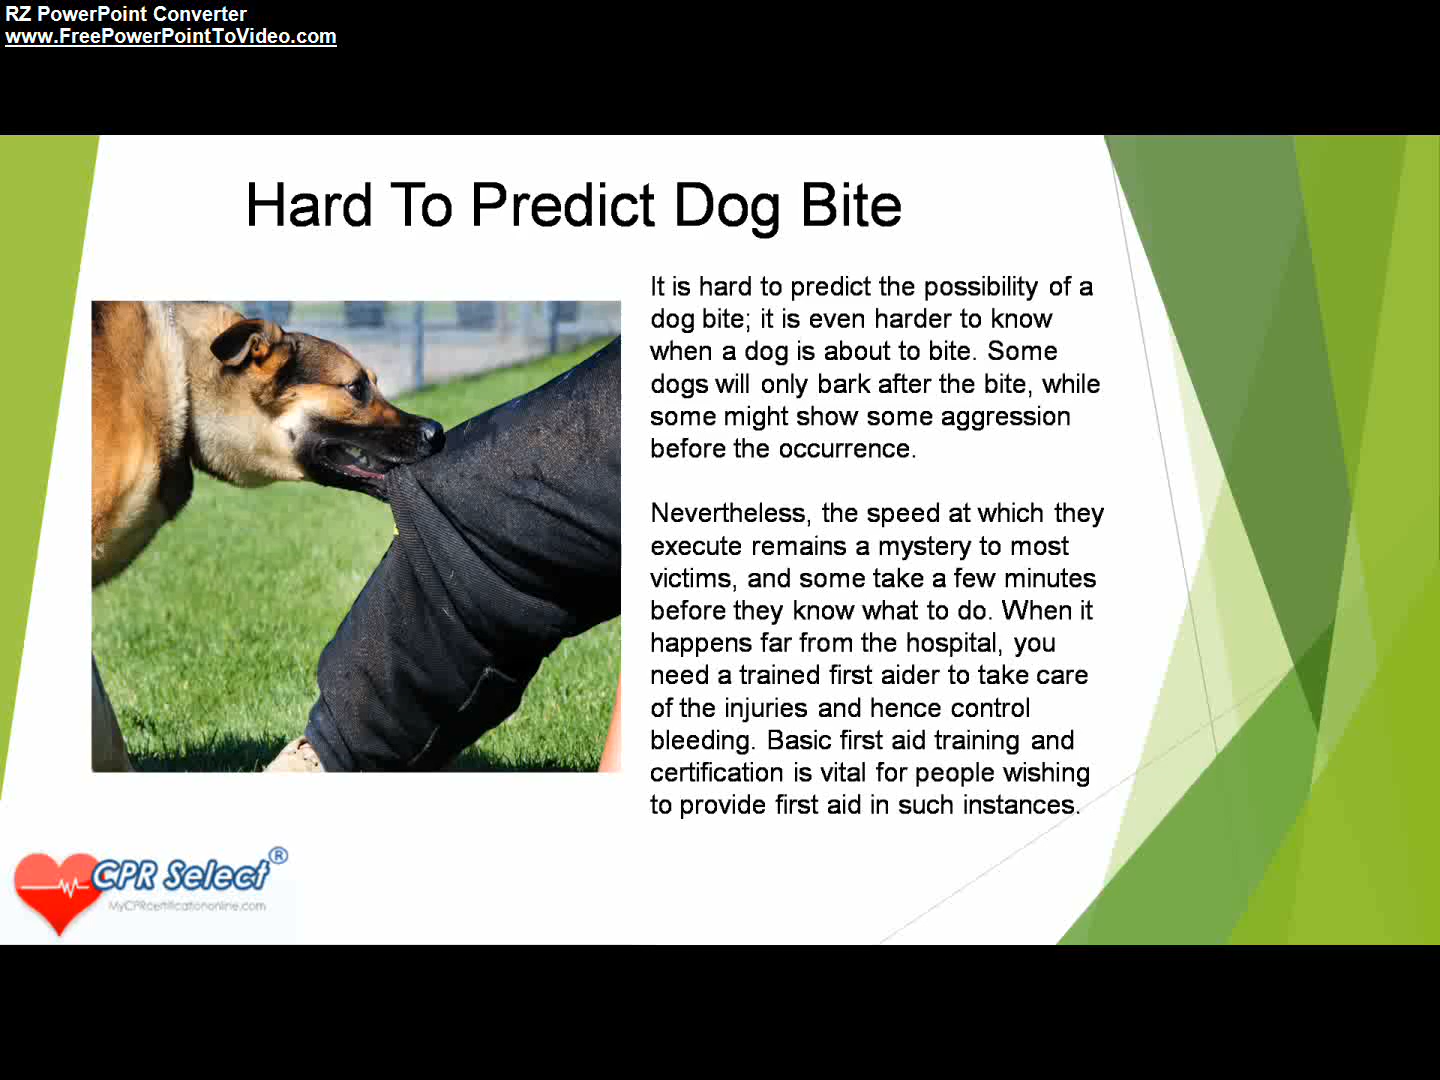 RZ PowerPoint Converter
www.FreePowerPointToVideo.com
Hard To Predict Dog Bite
It is hard to predict the possibility of a
dog bite; it is even harder to know
when a dog is about to bite. Some
dogs will only bark after the bite, while
some might show some aggression
before the occurrence.
Nevertheless, the speed at which they
execute remains a mystery to most
victims, and some take a few minutes
before they know what to do. When it
happens far from the hospital, you
need a trained first aider to take care
of the injuries and hence control
bleeding. Basic first aid training and
certification is vital for people wishing
to provide first aid in such instances.
CPR Select®
MyCPRcertificationonline.com